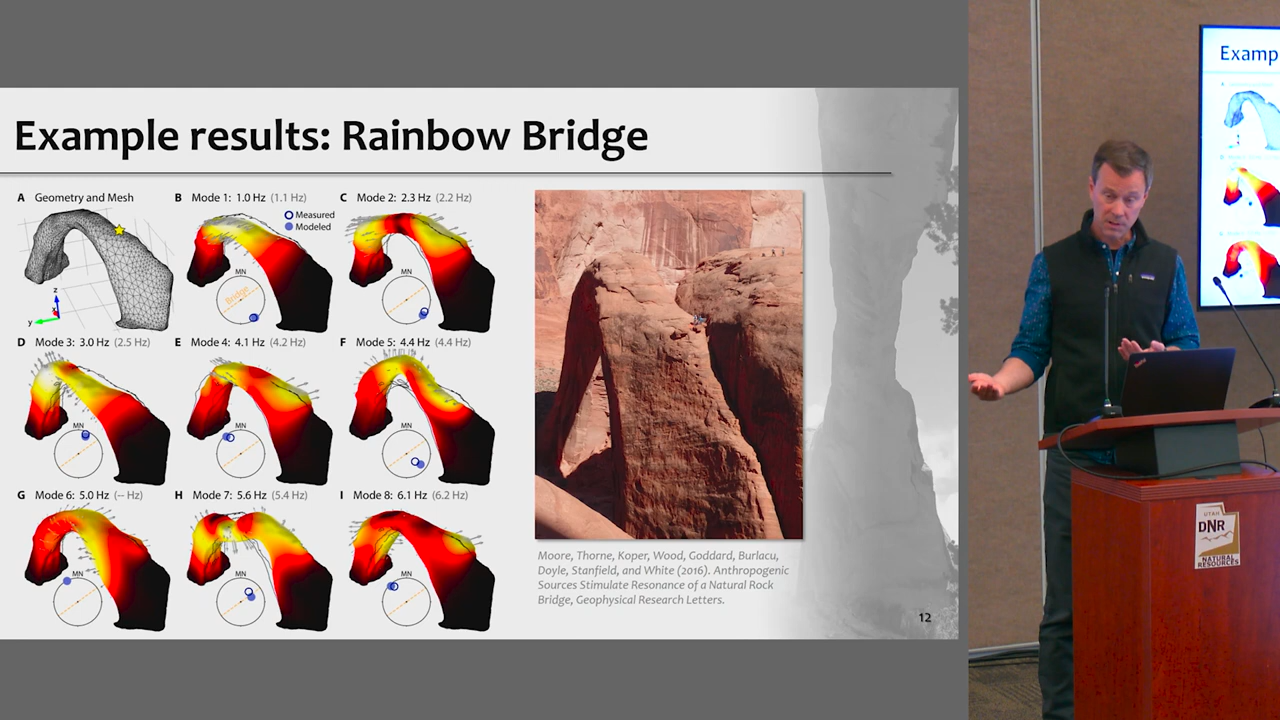 Example results: Rainbow Bridge
A Geometry and Mesh
B Mode 1: 1.0 Hz (1.1 Hz)
C Mode 2: 2.3 Hz (2.2 Hz)
Measured
Modeled
MN
Bridge
MN
z
y
D Mode 3: 3.0 Hz (2.5 Hz)
E Mode 4: 4.1 Hz (4.2 Hz)
F Mode 5: 4.4 Hz (4.4 Hz)
MN
MN
MN
G Mode 6: 5.0 Hz (-- Hz)
H Mode 7: 5.6 Hz (5.4 Hz)
I Mode 8: 6.1 Hz (6.2 Hz)
MN
MN
MN
Moore, Thorne, Koper, Wood, Goddard, Burlacu,
Doyle, Stanfield, and White (2016). Anthropogenic
Sources Stimulate Resonance of a Natural Rock
Bridge, Geophysical Research Letters.
12
Examp
UTAH
DNR
NATURAL
RESOURCES